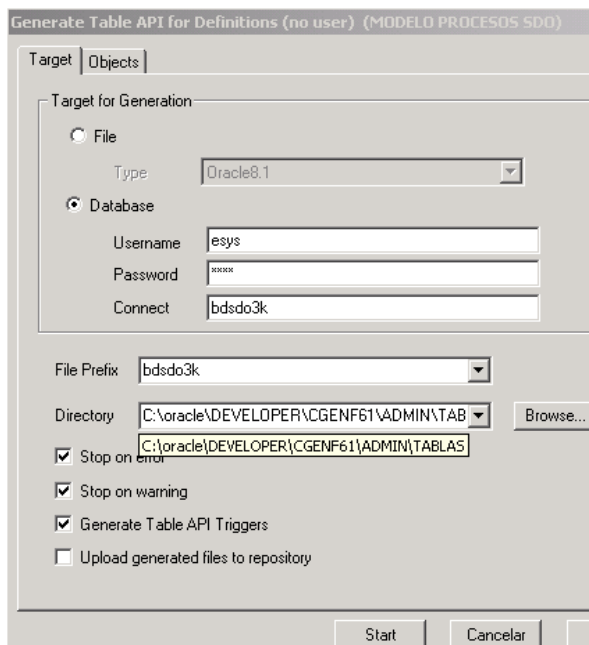 Generate Table API for Definitions (no user) (MODELO PROCESOS SDO)
Target Objects
Target for Generation
File
Type Oracle8.1
Database
Username esys
Password ****
Connect bdsdo3k
File Prefix bdsdo3k
Directory C:\oracle\DEVELOPER\CGENF61\ADMIN\TAB Browse...
C:\oracle\DEVELOPER\CGENF61\ADMIN\TABLAS
Stop on error
Stop on warning
Generate Table API Triggers
Upload generated files to repository
Start Cancelar